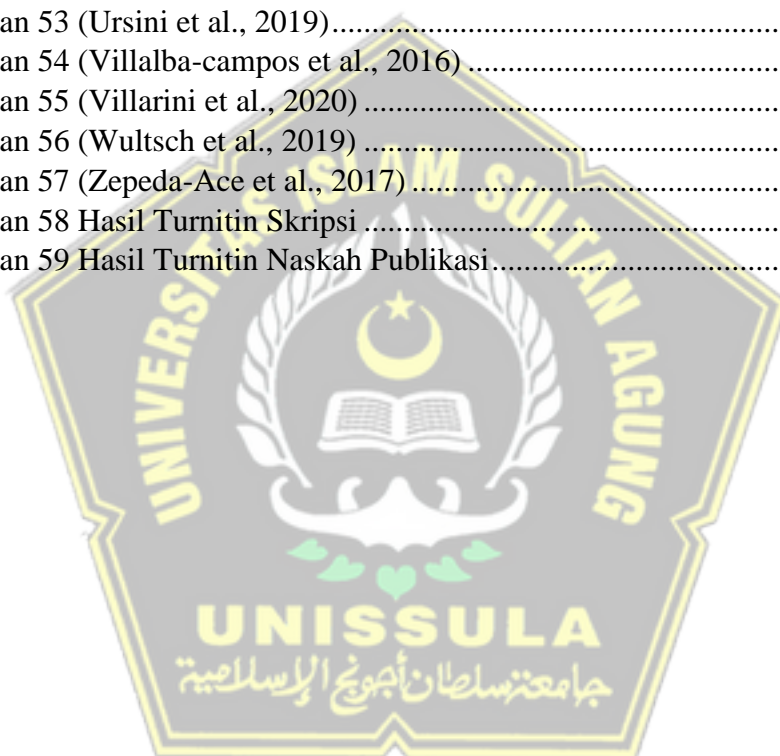 an 53 (Ursini et al., 2019)....................................................................
an 54 (Villalba-campos et al., 2016)..............................................
an 55 (Villarini et al., 2020)...............................................................
an 56 (Wultsch et al., 2019)...............................................................
an 57 (Zepeda-Ace et al., 2017)......................................................
an 58 Hasil Turnitin Skripsi...............................................................
an 59 Hasil Turnitin Naskah Publikasi..........................................
UNIVERSITAS ISLAM SULTAN AGUNG
UNISSULA
جامعتنسلطان أجونج الإسلامية